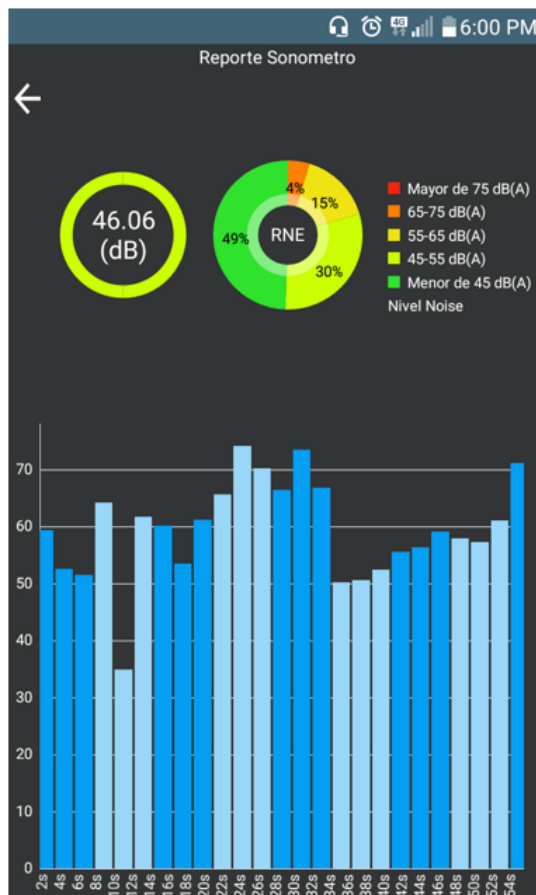 4G 6:00 PM
Reporte Sonometro
46.06
(dB)
4%
15%
49%
RNE
30%
Mayor de 75 dB(A)
65-75 dB(A)
55-65 dB(A)
45-55 dB(A)
Menor de 45 dB(A)
Nivel Noise
70
60
50
40
30
20
10
0
2s 4s 6s 8s 10s 12s 14s 16s 18s 20s 22s 24s 26s 28s 30s 32s 34s 36s 38s 40s 42s 44s 46s 48s 50s 52s 54s